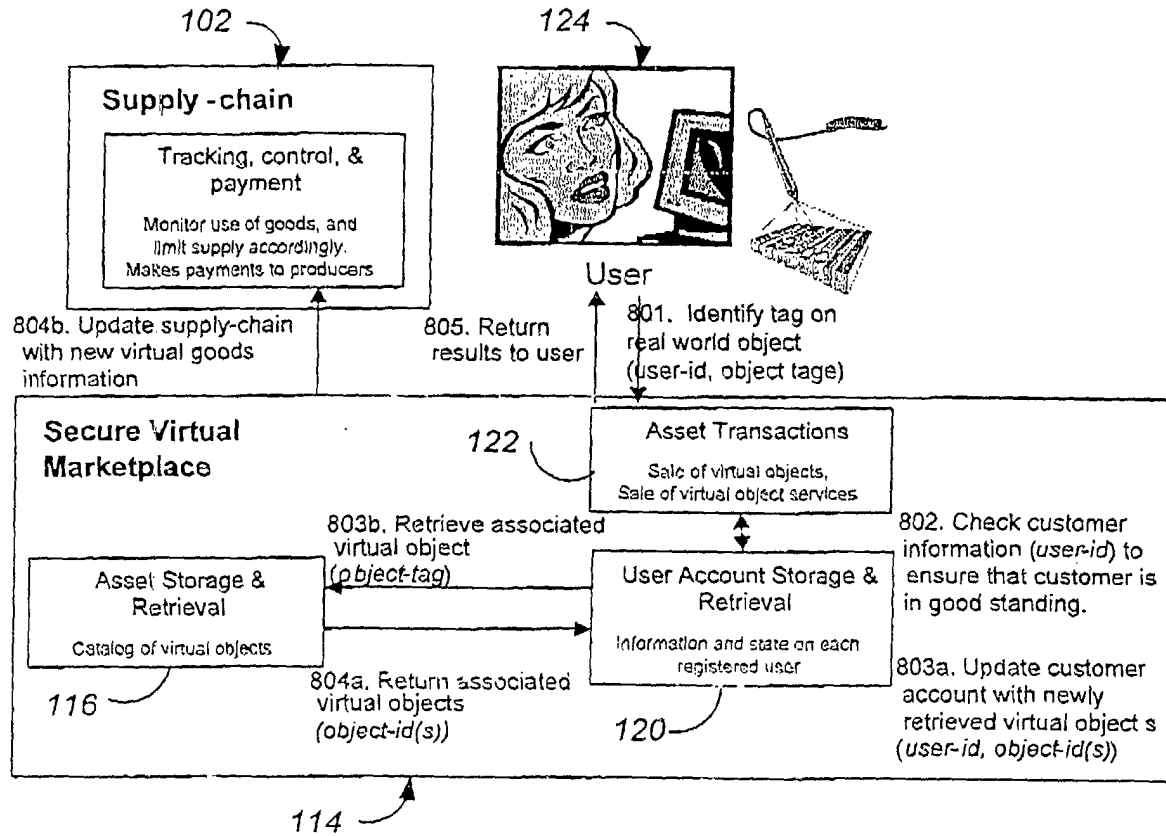 102
124
Supply -chain
Tracking, control, &
payment
Monitor use of goods, and
limit supply accordingly.
Makes payments to producers
User
804b. Update supply-chain
with new virtual goods
information
805. Return
results to user
801. Identify tag on
real world object
(user-id, object tage)
Secure Virtual
Marketplace
122
Asset Transactions
Sale of virtual objects,
Sale of virtual object services
803b. Retrieve associated
virtual object
(object-tag)
802. Check customer
information (user-id) to
ensure that customer is
in good standing.
Asset Storage &
Retrieval
Catalog of virtual objects
User Account Storage &
Retrieval
Information and state on each
registered user
116
804a. Return associated
virtual objects
(object-id(s))
120
803a. Update customer
account with newly
retrieved virtual object s
(user-id, object-id(s))
114